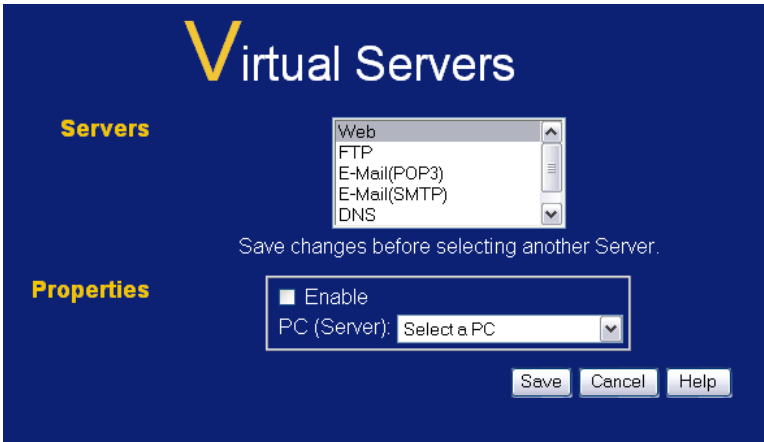 Virtual Servers
Servers
Web
FTP
E-Mail(POP3)
E-Mail(SMTP)
DNS
Save changes before selecting another Server.
Properties
Enable
PC (Server): Select a PC
Save Cancel Help